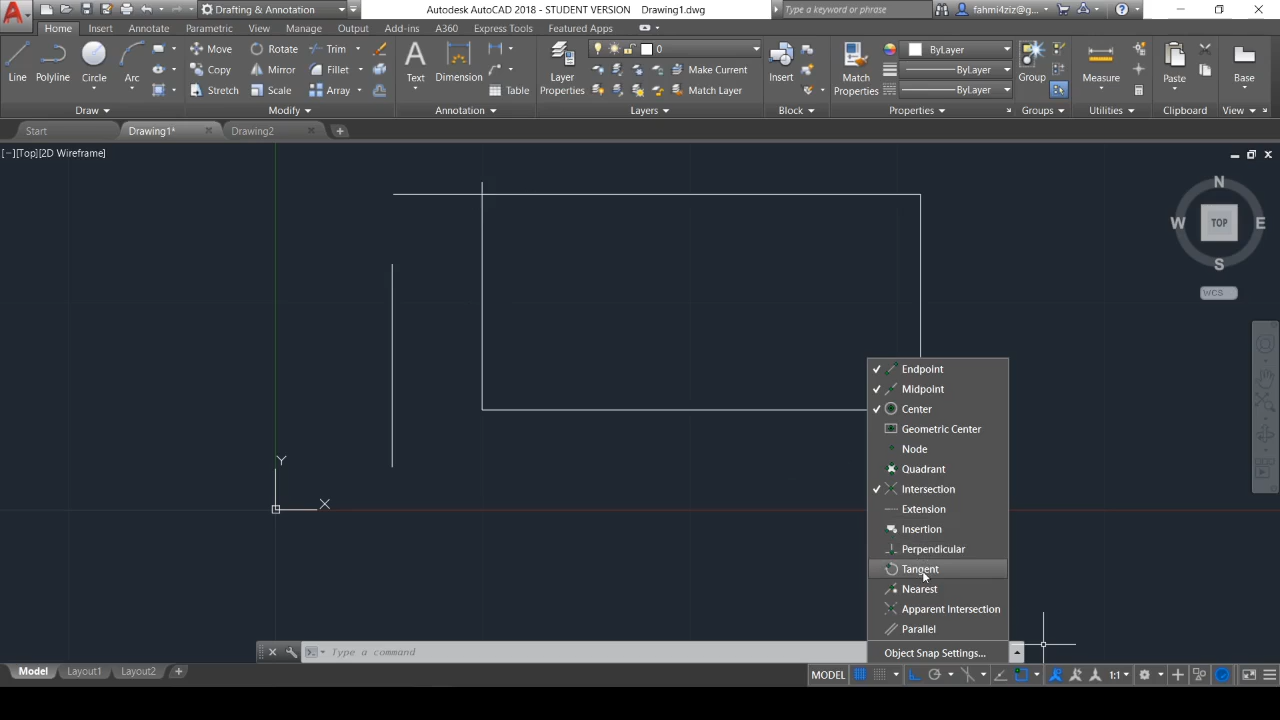 Drafting & Annotation
Autodesk AutoCAD 2018 - STUDENT VERSION Drawing1.dwg
Type a keyword or phrase
fahmi4ziz@g...
Home Insert Annotate Parametric View Manage Output Add-ins A360 Express Tools Featured Apps
Line Polyline Circle Arc
Move Rotate Trim
Copy Mirror Fillet
Stretch Scale Array
Text Dimension
Table
Layer Properties
0
Make Current
Match Layer
Insert
Match Properties
ByLayer
ByLayer
ByLayer
Group
Measure
Paste
Base
Draw Modify Annotation Layers Block Properties Groups Utilities Clipboard View
Start Drawing1* Drawing2
[−][Top][2D Wireframe]
N
W TOP E
S
WCS
Y
X
Endpoint
Midpoint
Center
Geometric Center
Node
Quadrant
Intersection
Extension
Insertion
Perpendicular
Tangent
Nearest
Apparent Intersection
Parallel
Object Snap Settings...
Type a command
Model Layout1 Layout2
MODEL 1:1